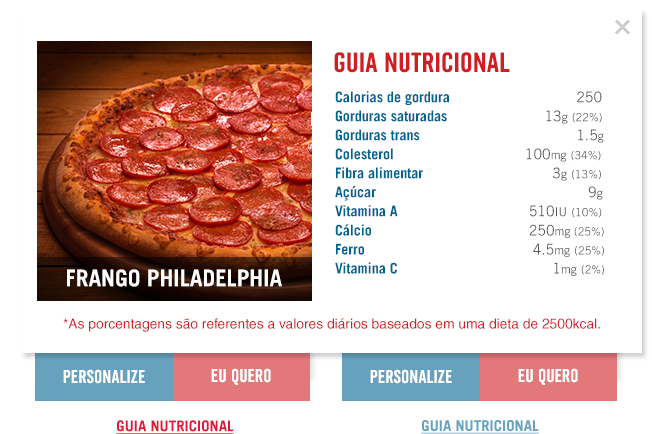 ×
GUIA NUTRICIONAL
Calorias de gordura 250
Gorduras saturadas 13g (22%)
Gorduras trans 1.5g
Colesterol 100mg (34%)
Fibra alimentar 3g (13%)
Açúcar 9g
Vitamina A 510IU (10%)
Cálcio 250mg (25%)
Ferro 4.5mg (25%)
Vitamina C 1mg (2%)
FRANGO PHILADELPHIA
*As porcentagens são referentes a valores diários baseados em uma dieta de 2500kcal.
PERSONALIZE EU QUERO PERSONALIZE EU QUERO
GUIA NUTRICIONAL GUIA NUTRICIONAL